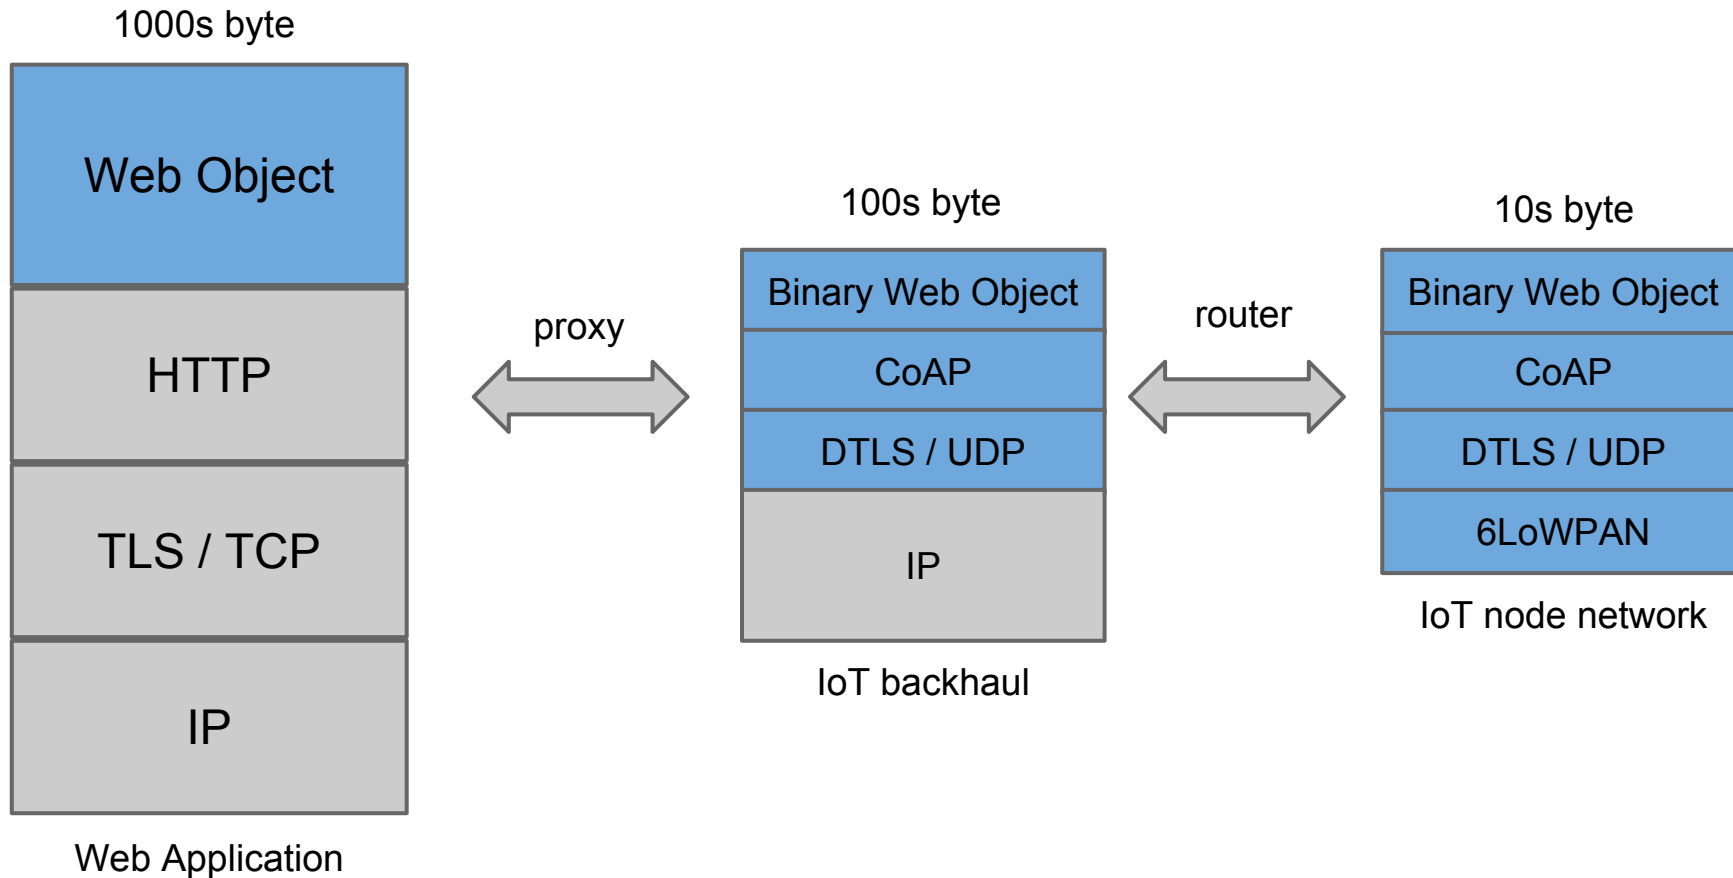 1000s byte
Web Object
HTTP
TLS / TCP
IP
Web Application
proxy
100s byte
Binary Web Object
CoAP
DTLS / UDP
IP
IoT backhaul
router
10s byte
Binary Web Object
CoAP
DTLS / UDP
6LoWPAN
IoT node network